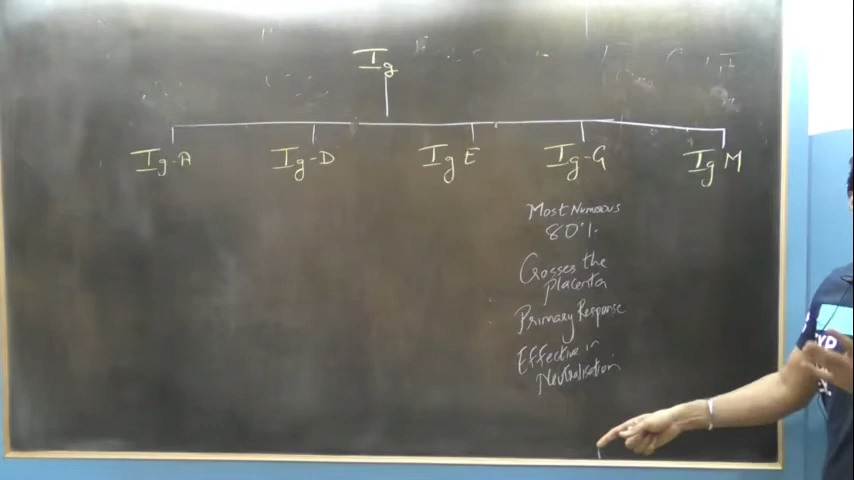 Ig
Ig-A
Ig-D
Ig E
Ig-G
Ig M
Most Numerous
80%
Crosses the
Placenta
Primary Response
Effective in
Neutralisation